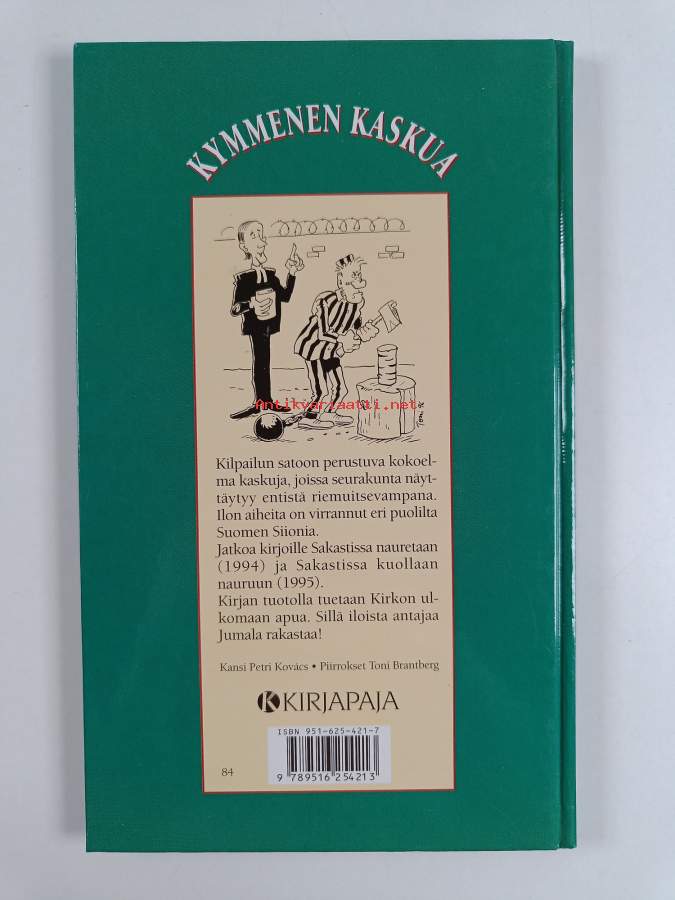 KYMMENEN KASKUA
Toni 96
Antikvariaatti.net
Kilpailun satoon perustuva kokoel-
ma kaskuja, joissa seurakunta näyt-
täytyy entistä riemuitsevampana.
Ilon aiheita on virrannut eri puolilta
Suomen Siionia.
Jatkoa kirjoille Sakastissa nauretaan
(1994) ja Sakastissa kuollaan
nauruun (1995).
Kirjan tuotolla tuetaan Kirkon ul-
komaan apua. Sillä iloista antajaa
Jumala rakastaa!
Kansi Petri Kovács • Piirrokset Toni Brantberg
KIRJAPAJA
ISBN 951-625-421-7
84
9 789516 254213